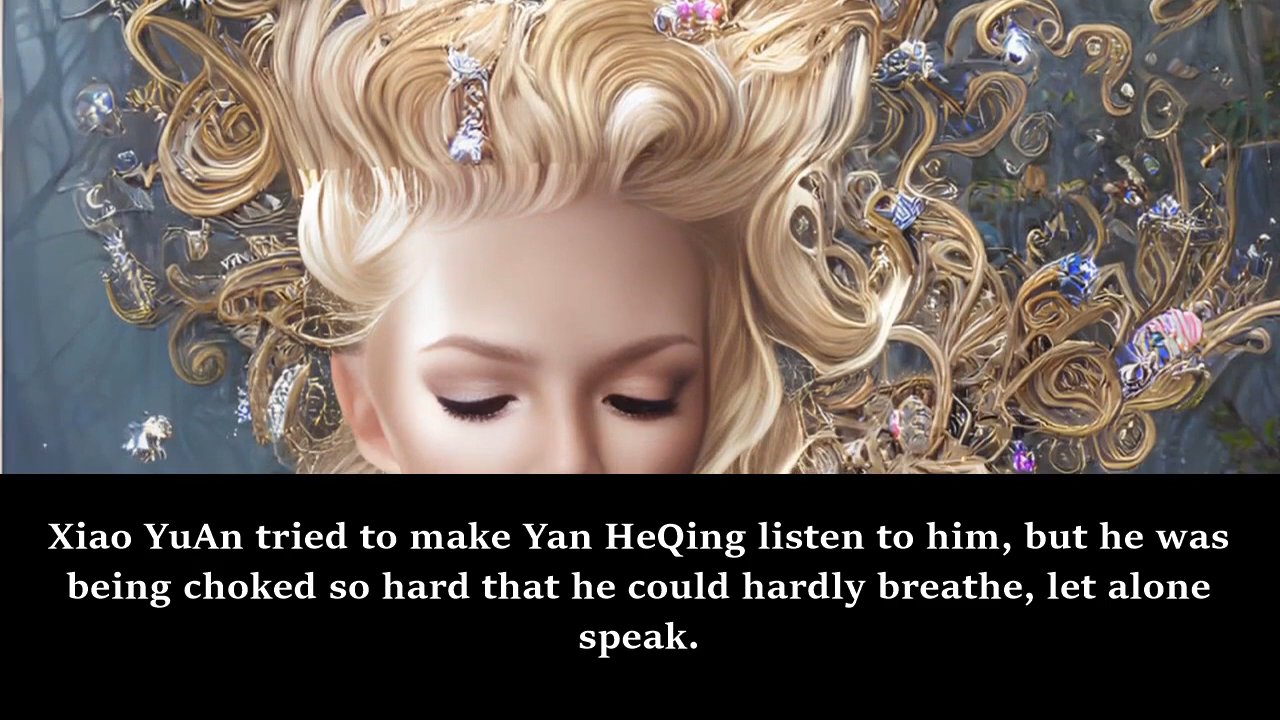 Xiao YuAn tried to make Yan HeQing listen to him, but he was
being choked so hard that he could hardly breathe, let alone
speak.